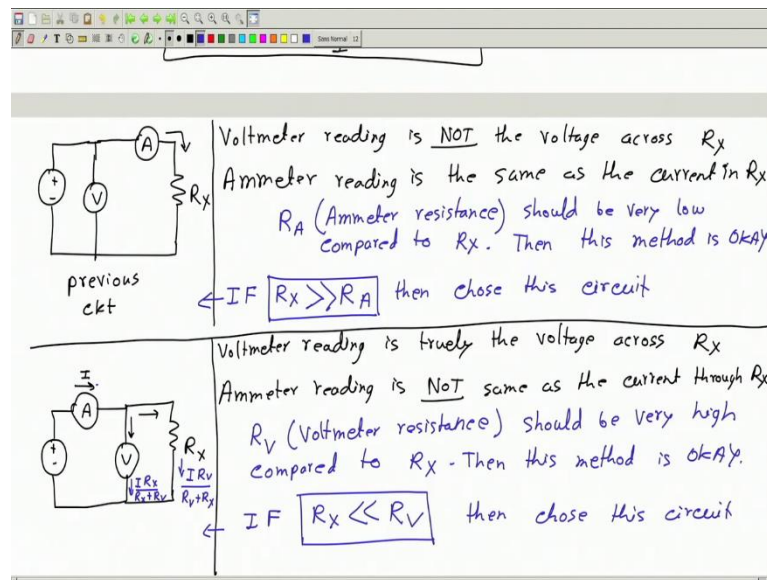 Sans Normal 12
I
A
V
+
-
Rx
previous
ckt
Voltmeter reading is NOT the voltage across Rx
Ammeter reading is the same as the current in Rx
RA (Ammeter resistance) should be very low
compared to Rx. Then this method is OKAY
← IF Rx >> RA then chose this circuit
I
A
V
+
-
Rx
I Rx / Rx+Rv
I Rv / Rv+Rx
Voltmeter reading is truely the voltage across Rx
Ammeter reading is NOT same as the current through Rx
Rv (Voltmeter resistance) should be very high
compared to Rx - Then this method is OKAY.
← IF Rx << Rv then chose this circuit